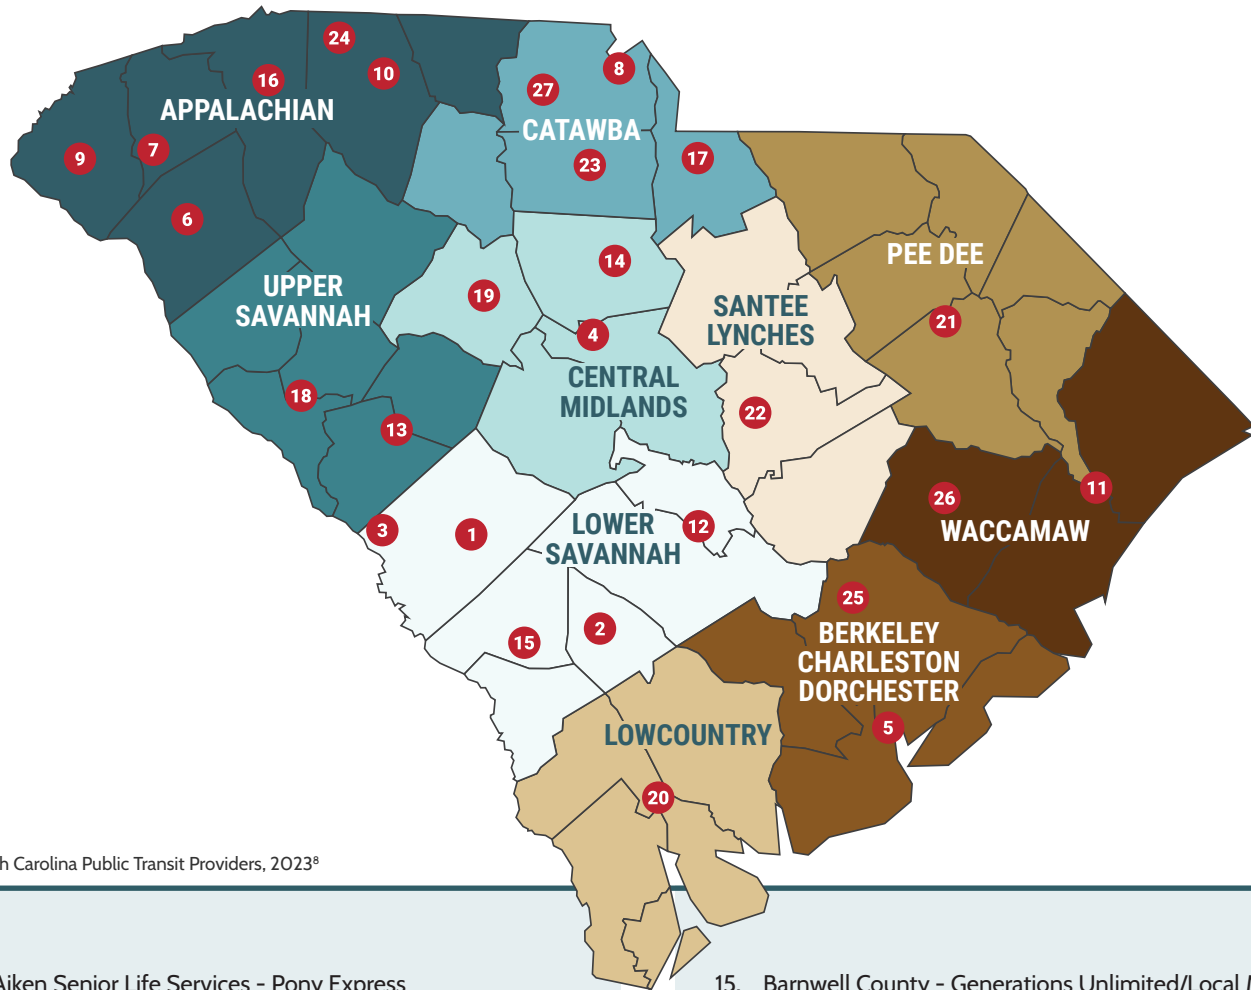 24
8
16
10
27
APPALACHIAN
CATAWBA
7
9
23
17
6
PEE DEE
14
UPPER
SAVANNAH
19
SANTEE
LYNCHES
21
4
CENTRAL
MIDLANDS
18
22
13
11
26
3
1
LOWER
SAVANNAH
12
WACCAMAW
25
15
2
BERKELEY
CHARLESTON
DORCHESTER
LOWCOUNTRY
5
20
h Carolina Public Transit Providers, 2023⁸
Aiken Senior Life Services - Pony Express
15. Barnwell County - Generations Unlimited/Local